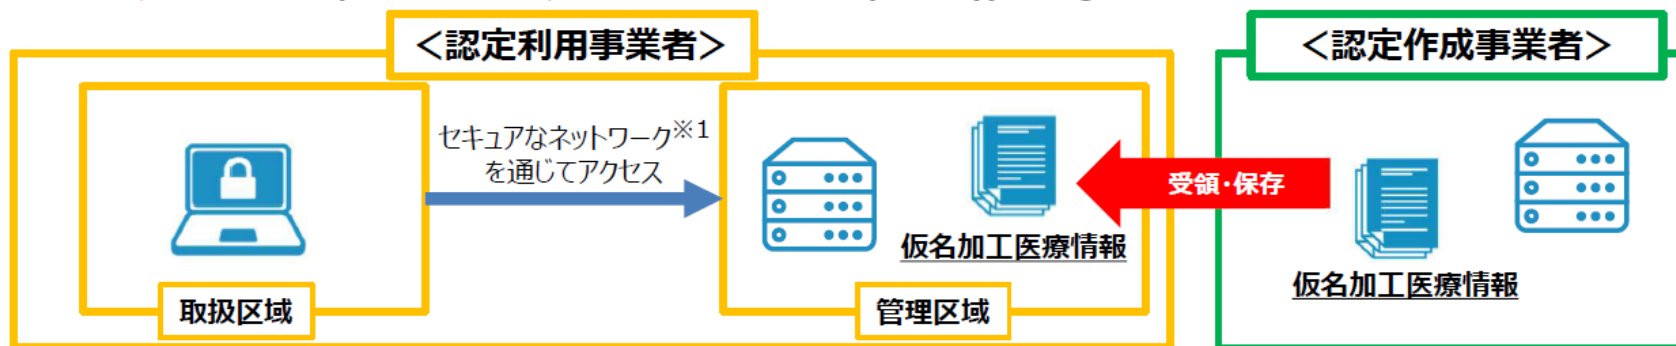 ＜認定利用事業者＞
＜認定作成事業者＞
セキュアなネットワーク※1
を通じてアクセス
受領・保存
仮名加工医療情報
仮名加工医療情報
取扱区域
管理区域